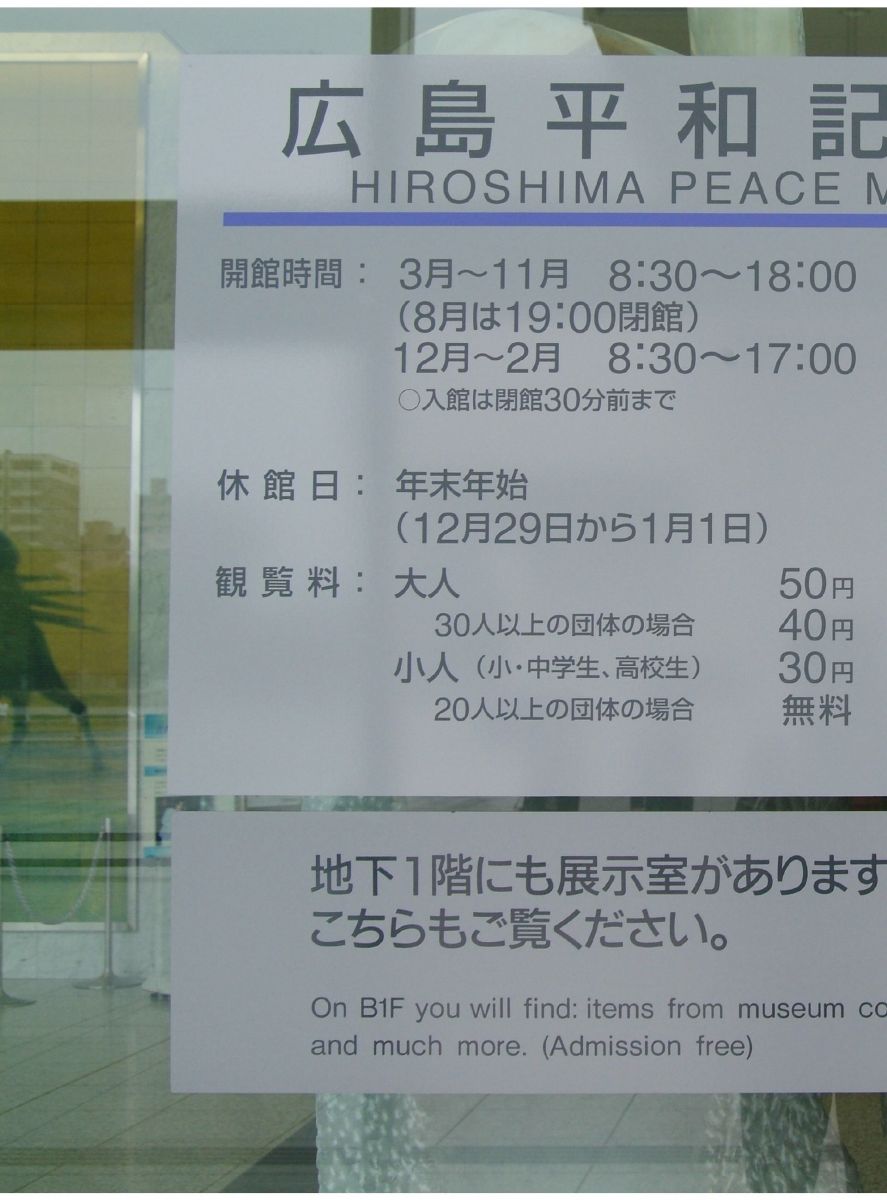 広島平和記
HIROSHIMA PEACE M
開館時間： 3月～11月 8:30～18:00
（8月は19:00閉館）
12月～2月 8:30～17:00
○入館は閉館30分前まで
休館日： 年末年始
（12月29日から1月1日）
観覧料： 大人 50円
30人以上の団体の場合 40円
小人（小・中学生、高校生） 30円
20人以上の団体の場合 無料
地下1階にも展示室があります
こちらもご覧ください。
On B1F you will find: items from museum co
and much more. (Admission free)